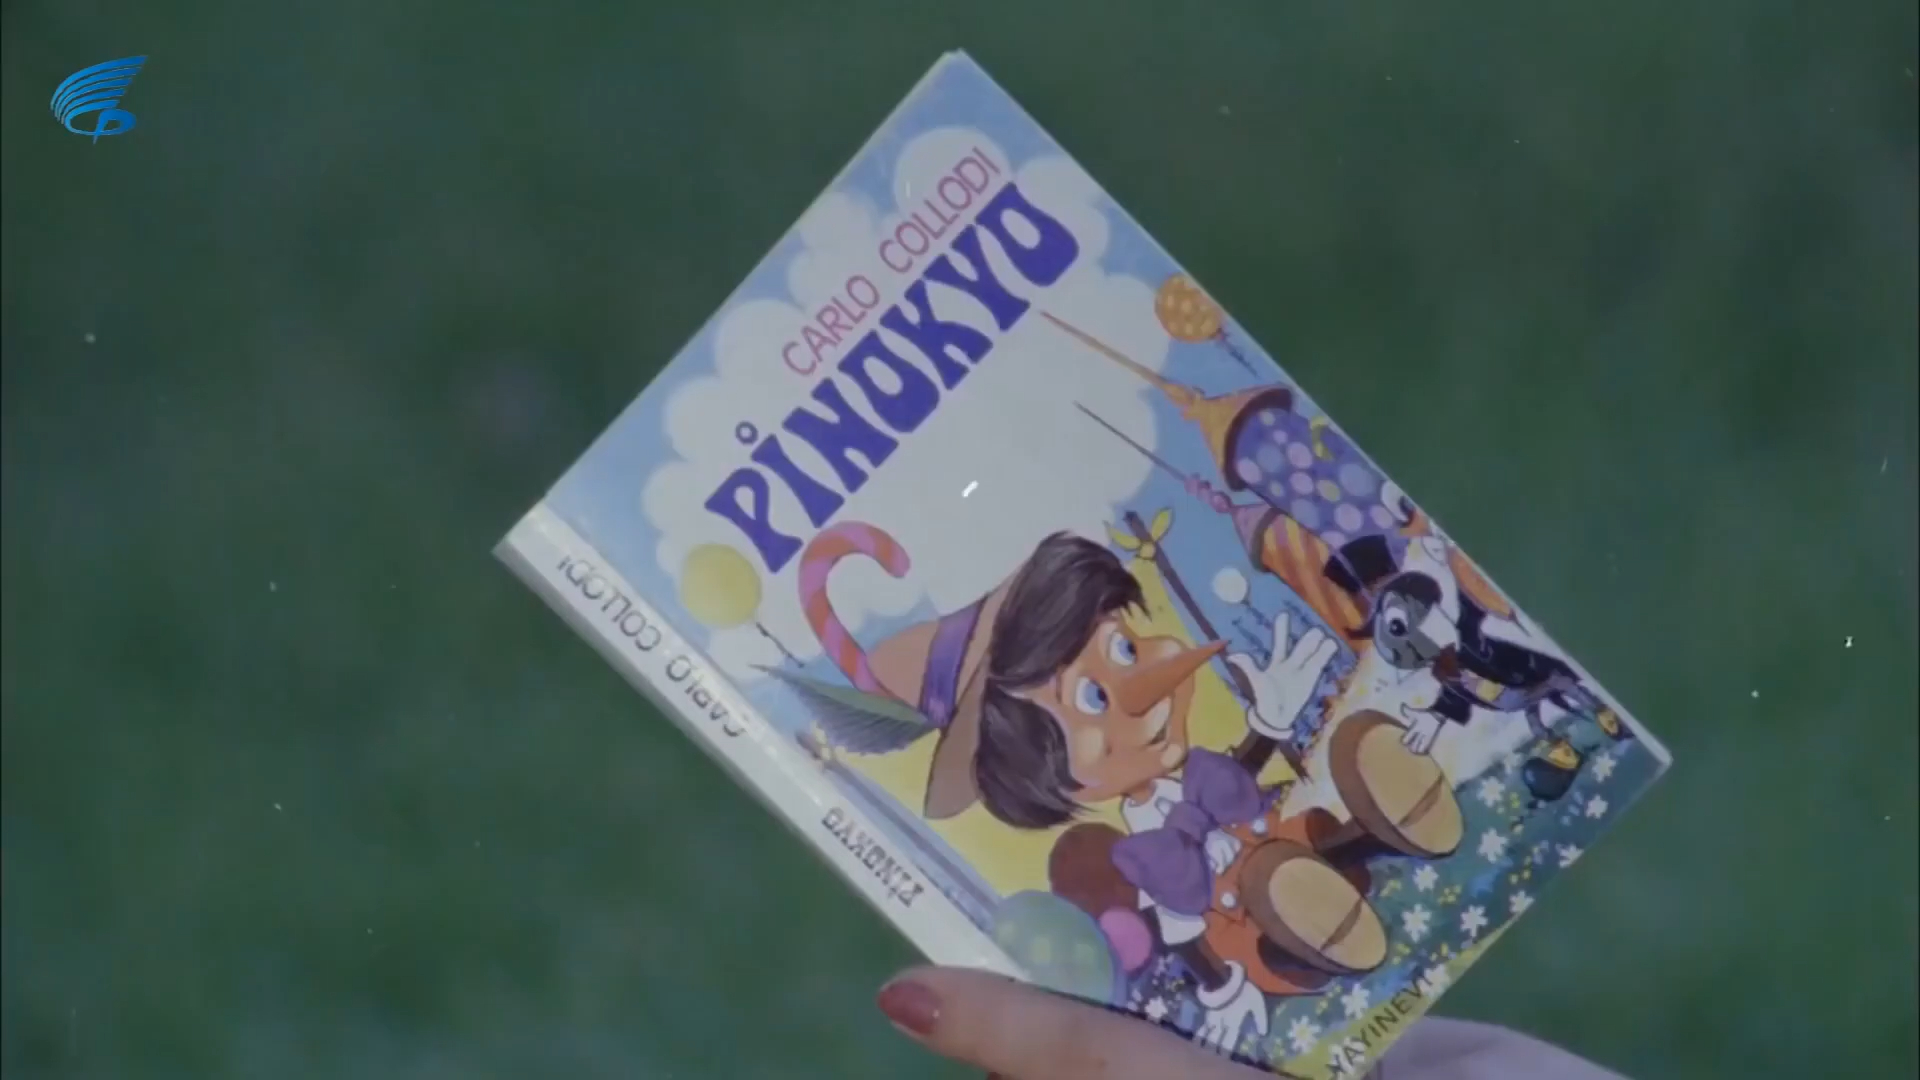 CARLO COLLODI
PİNOKYO
CARLO · COLLODI
PİNOKYO
YAYINEVİ